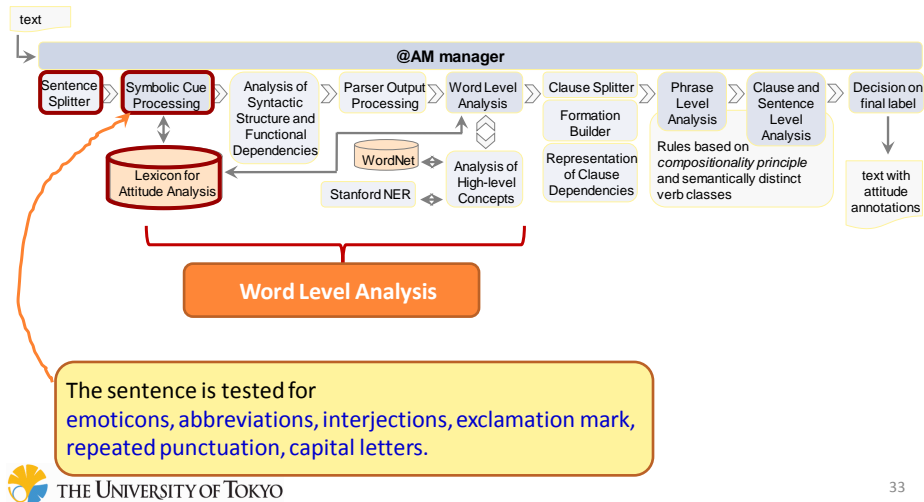 text
@AM manager
Sentence
Splitter
Symbolic Cue
Processing
Analysis of
Syntactic
Structure and
Functional
Dependencies
Parser Output
Processing
Word Level
Analysis
Clause Splitter
Formation
Builder
Representation
of Clause
Dependencies
Phrase
Level
Analysis
Clause and
Sentence
Level
Analysis
Decision on
final label
Lexicon for
Attitude Analysis
WordNet
Stanford NER
Analysis of
High-level
Concepts
Rules based on
compositionality principle
and semantically distinct
verb classes
text with
attitude
annotations
Word Level Analysis
The sentence is tested for
emoticons, abbreviations, interjections, exclamation mark,
repeated punctuation, capital letters.
THE UNIVERSITY OF TOKYO
33